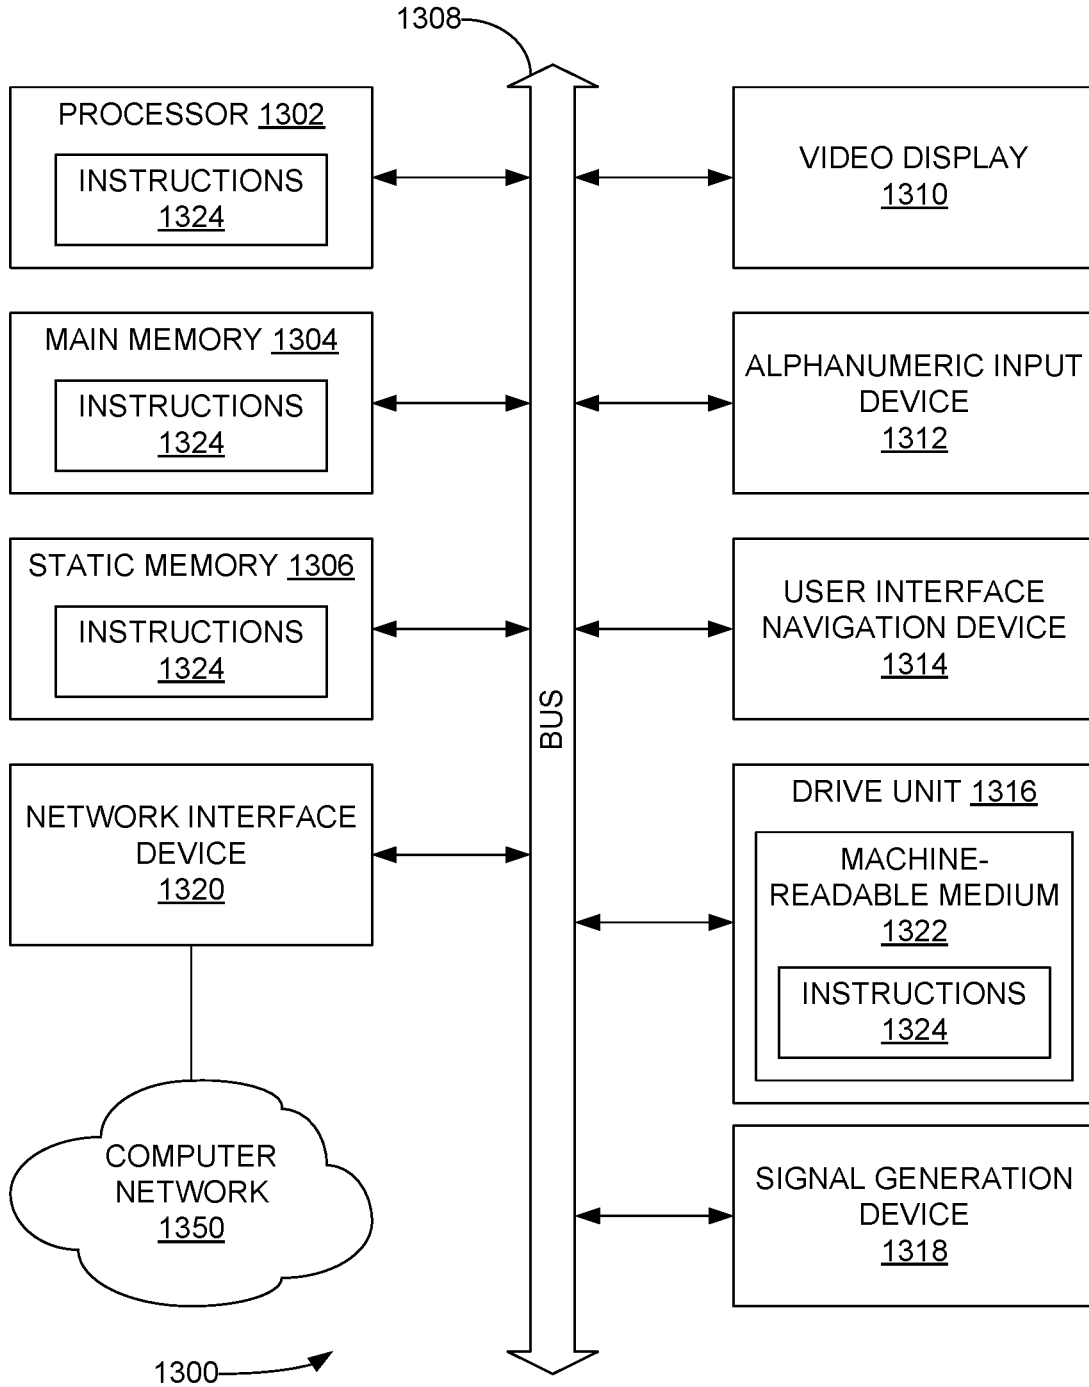 1308
PROCESSOR 1302
INSTRUCTIONS
1324
MAIN MEMORY 1304
INSTRUCTIONS
1324
STATIC MEMORY 1306
INSTRUCTIONS
1324
NETWORK INTERFACE
DEVICE
1320
COMPUTER
NETWORK
1350
1300
BUS
VIDEO DISPLAY
1310
ALPHANUMERIC INPUT
DEVICE
1312
USER INTERFACE
NAVIGATION DEVICE
1314
DRIVE UNIT 1316
MACHINE-
READABLE MEDIUM
1322
INSTRUCTIONS
1324
SIGNAL GENERATION
DEVICE
1318